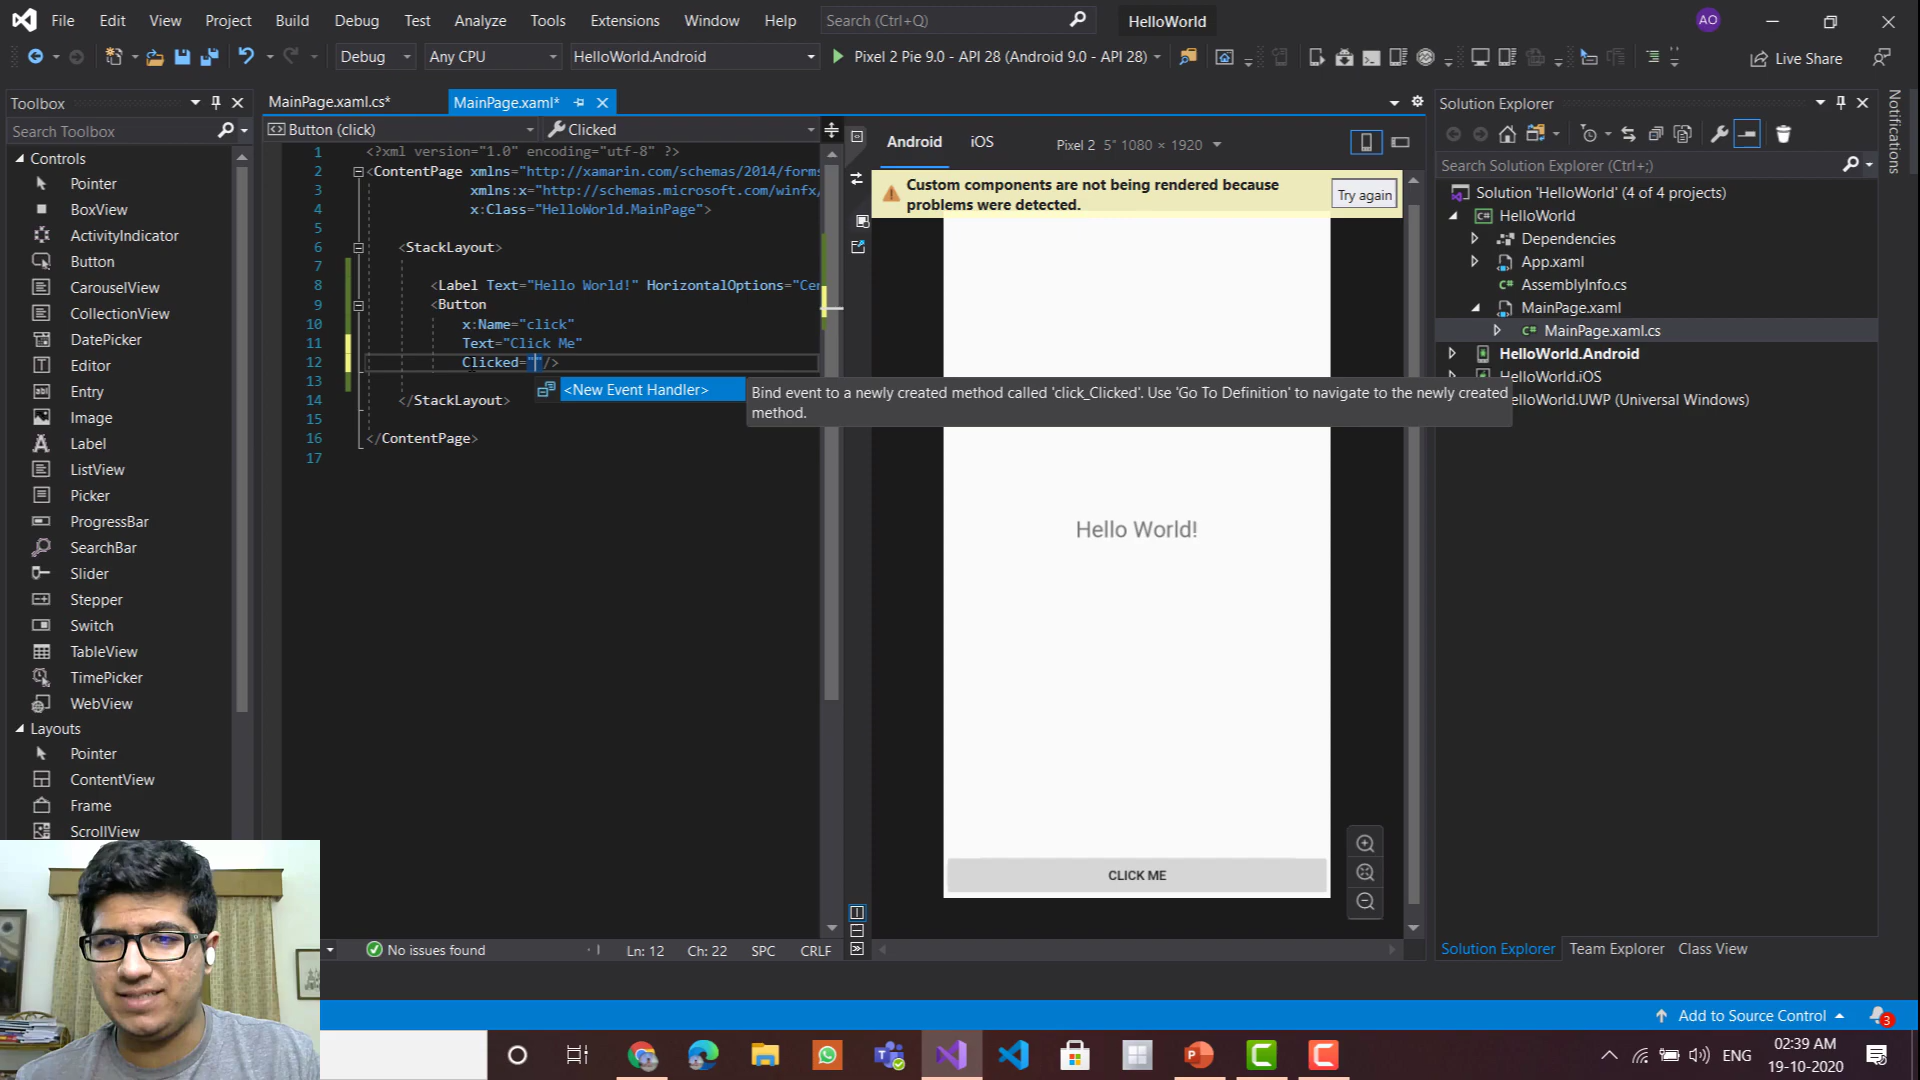 File Edit View Project Build Debug Test Analyze Tools Extensions Window Help Search (Ctrl+Q) HelloWorld AO
Debug Any CPU HelloWorld.Android Pixel 2 Pie 9.0 - API 28 (Android 9.0 - API 28) Live Share
Toolbox
Search Toolbox
Controls
Pointer
BoxView
ActivityIndicator
Button
CarouselView
CollectionView
DatePicker
Editor
Entry
Image
Label
ListView
Picker
ProgressBar
SearchBar
Slider
Stepper
Switch
TableView
TimePicker
WebView
Layouts
Pointer
ContentView
Frame
ScrollView
MainPage.xaml.cs* MainPage.xaml*
Button (click) Clicked
1 <?xml version="1.0" encoding="utf-8" ?>
2 <ContentPage xmlns="http://xamarin.com/schemas/2014/forms
3 xmlns:x="http://schemas.microsoft.com/winfx/
4 x:Class="HelloWorld.MainPage">
5
6 <StackLayout>
7
8 <Label Text="Hello World!" HorizontalOptions="Cen
9 <Button
10 x:Name="click"
11 Text="Click Me"
12 Clicked=""/>
13
14 </StackLayout>
15
16 </ContentPage>
17
<New Event Handler>
Bind event to a newly created method called 'click_Clicked'. Use 'Go To Definition' to navigate to the newly created
method.
No issues found Ln: 12 Ch: 22 SPC CRLF
Android iOS Pixel 2 5" 1080 × 1920
Custom components are not being rendered because
problems were detected.
Try again
Hello World!
CLICK ME
Solution Explorer
Search Solution Explorer (Ctrl+;)
Solution 'HelloWorld' (4 of 4 projects)
HelloWorld
Dependencies
App.xaml
AssemblyInfo.cs
MainPage.xaml
MainPage.xaml.cs
HelloWorld.Android
HelloWorld.iOS
elloWorld.UWP (Universal Windows)
Solution Explorer Team Explorer Class View
Notifications
Add to Source Control 3
ENG 02:39 AM
19-10-2020